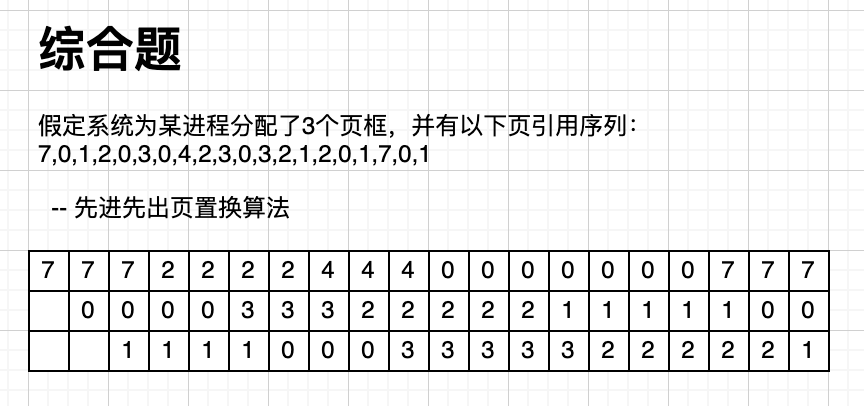 综合题
假定系统为某进程分配了3个页框，并有以下页引用序列：
7,0,1,2,0,3,0,4,2,3,0,3,2,1,2,0,1,7,0,1
-- 先进先出页置换算法
7 7 7 2 2 2 2 4 4 4 0 0 0 0 0 0 0 7 7 7
0 0 0 0 3 3 3 2 2 2 2 2 1 1 1 1 1 0 0
1 1 1 1 0 0 0 3 3 3 3 3 2 2 2 2 2 1